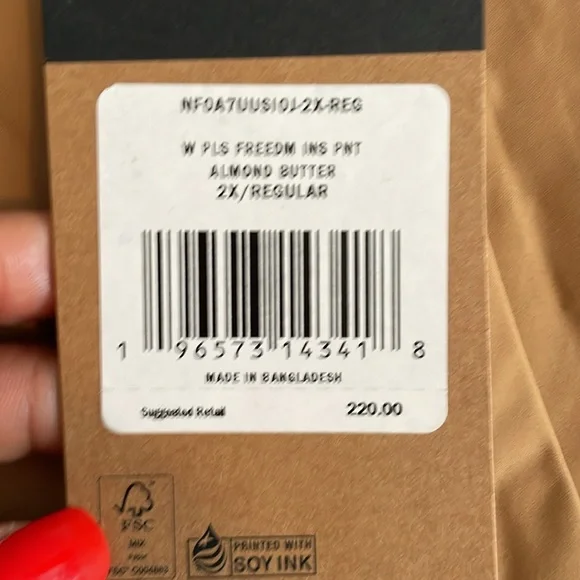 NF0A7UUSI0J-2X-REG
W PLS FREEDM INS PNT
ALMOND BUTTER
2X/REGULAR
1 96573 14341 8
MADE IN BANGLADESH
Suggested Retail 220.00
FSC
MIX
PRINTED WITH
SOY INK